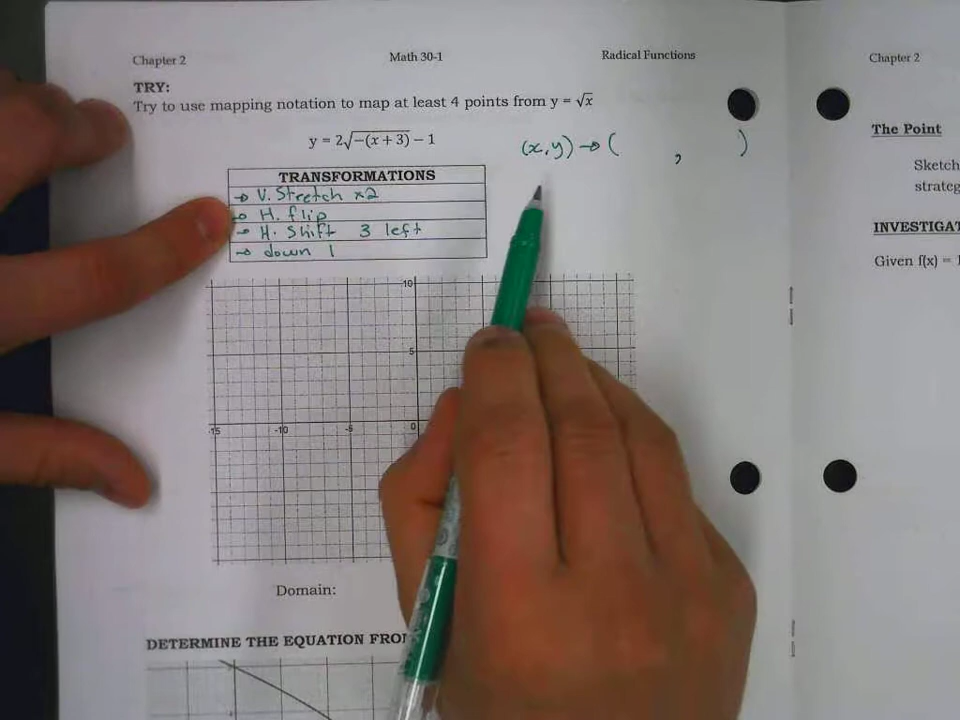 Chapter 2 Math 30-1 Radical Functions
TRY:
Try to use mapping notation to map at least 4 points from y = √x
y = 2√-(x + 3) - 1
(x,y) → ( , )
TRANSFORMATIONS
→ V. Stretch x2
→ H. flip
→ H. Shift 3 left
→ down 1
10
5
-15 -10 -5 0
Domain:
DETERMINE THE EQUATION FRO
Chapter 2
The Point
Sketch
strateg
INVESTIGAT
Given f(x) =